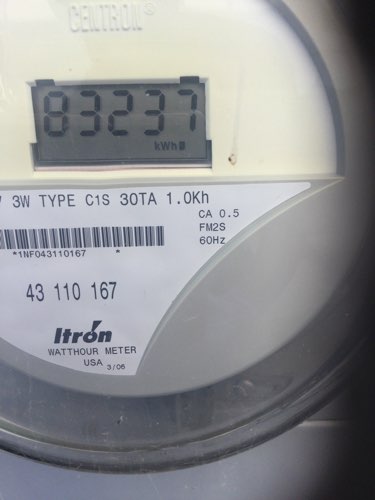 CENTRON®
83237
kWh
3W TYPE C1S 30TA 1.0Kh
CA 0.5
FM2S
60Hz
*1NF043110167 *
43 110 167
Itrón
WATTHOUR METER
USA 3/06